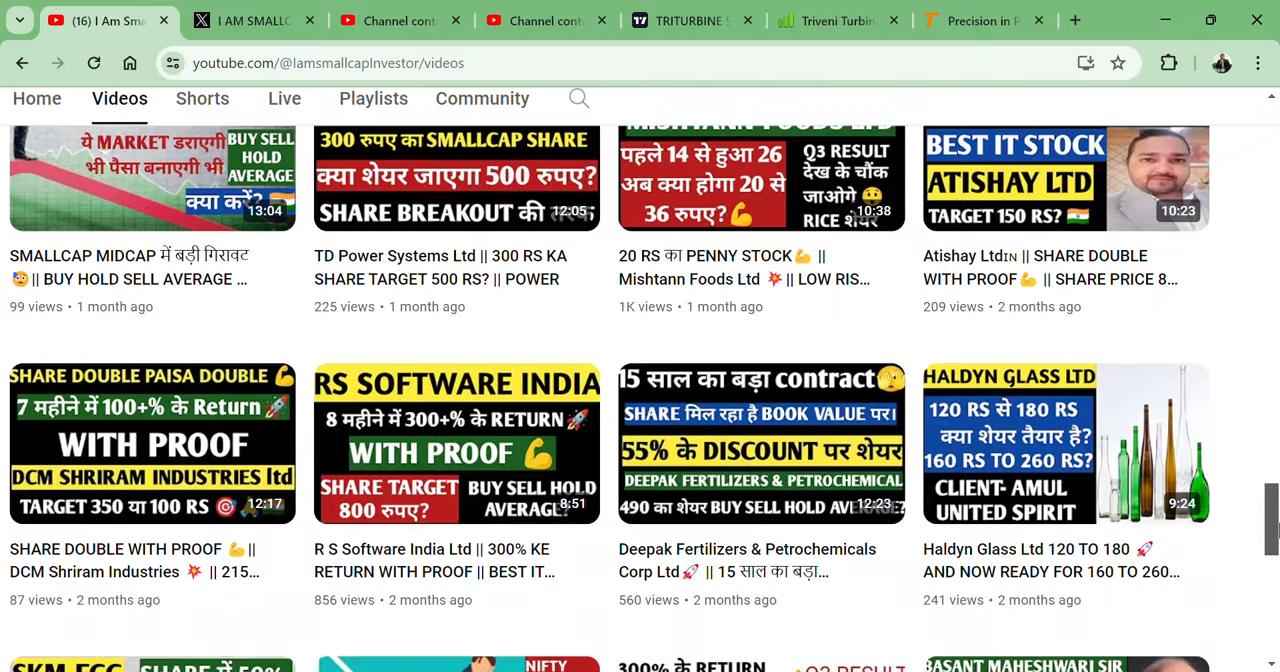 (16) I Am Sma
I AM SMALLC
Channel cont
Channel cont
TRITURBINE 5
Triveni Turbin
Precision in P
youtube.com/@IamsmallcapInvestor/videos
Home Videos Shorts Live Playlists Community
ये MARKET डराएगी
भी पैसा बनाएगी भी
BUY SELL
HOLD
AVERAGE
क्या करें?
13:04
300 रुपए का SMALLCAP SHARE
क्या शेयर जाएगा 500 रुपए?
SHARE BREAKOUT की
12:05
MISHTANN FOODS LTD
पहले 14 से हुआ 26
अब क्या होगा 20 से
36 रुपए?💪
Q3 RESULT
देख के चौंक
जाओगे 😲
RICE शेयर
10:38
BEST IT STOCK
ATISHAY LTD
TARGET 150 RS? 🇮🇳
10:23
SMALLCAP MIDCAP में बड़ी गिरावट
😰|| BUY HOLD SELL AVERAGE ...
99 views • 1 month ago
TD Power Systems Ltd || 300 RS KA
SHARE TARGET 500 RS? || POWER
225 views • 1 month ago
20 RS का PENNY STOCK💪 ||
Mishtann Foods Ltd 💥|| LOW RIS...
1K views • 1 month ago
Atishay Ltdɪɴ || SHARE DOUBLE
WITH PROOF💪 || SHARE PRICE 8...
209 views • 2 months ago
SHARE DOUBLE PAISA DOUBLE 💪
7 महीने में 100+% के Return 🚀
WITH PROOF
DCM SHRIRAM INDUSTRIES ltd
TARGET 350 या 100 RS 🎯
12:17
RS SOFTWARE INDIA
8 महीने में 300+% के RETURN🚀
WITH PROOF 💪
SHARE TARGET
800 रुपए?
BUY SELL HOLD
AVERAGE?
8:51
15 साल का बड़ा contract🫣
SHARE मिल रहा है BOOK VALUE पर।
55% के DISCOUNT पर शेयर
DEEPAK FERTILIZERS & PETROCHEMICAL
490 का शेयर BUY SELL HOLD AVERAGE?
12:23
HALDYN GLASS LTD
120 RS से 180 RS
क्या शेयर तैयार है?
160 RS TO 260 RS?
CLIENT- AMUL
UNITED SPIRIT
9:24
SHARE DOUBLE WITH PROOF 💪||
DCM Shriram Industries 💥 || 215...
87 views • 2 months ago
R S Software India Ltd || 300% KE
RETURN WITH PROOF || BEST IT...
856 views • 2 months ago
Deepak Fertilizers & Petrochemicals
Corp Ltd🚀 || 15 साल का बड़ा...
560 views • 2 months ago
Haldyn Glass Ltd 120 TO 180 🚀
AND NOW READY FOR 160 TO 260...
241 views • 2 months ago
SKM EGG
SHARE में 50%
NIFTY
300% के RETURN
Q3 RESULT
BASANT MAHESHWARI SIR